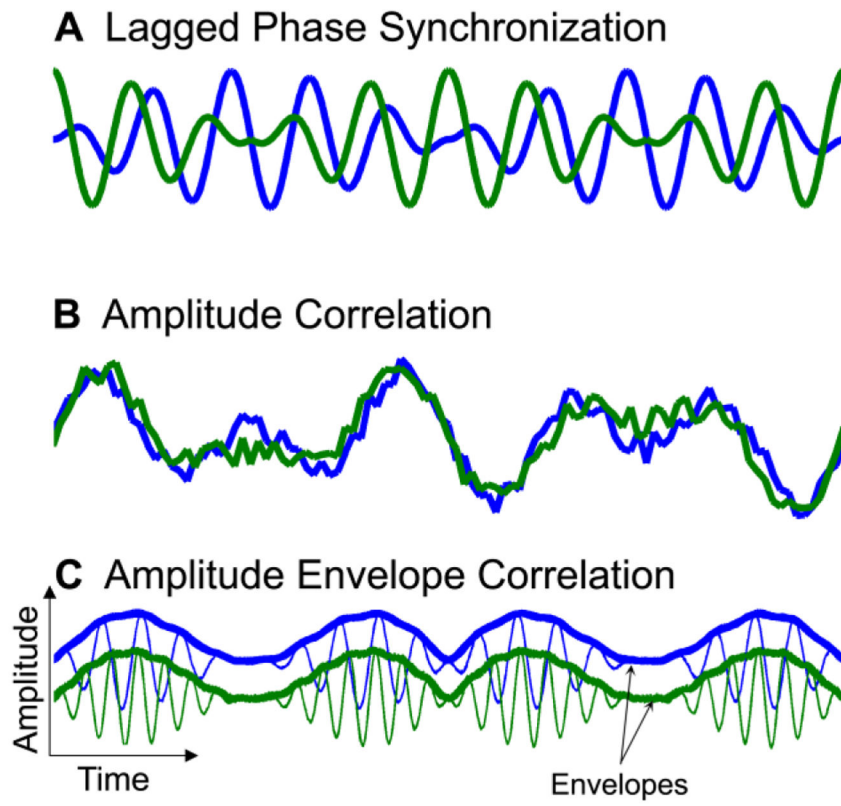 A Lagged Phase Synchronization
B Amplitude Correlation
C Amplitude Envelope Correlation
Amplitude
Time
Envelopes